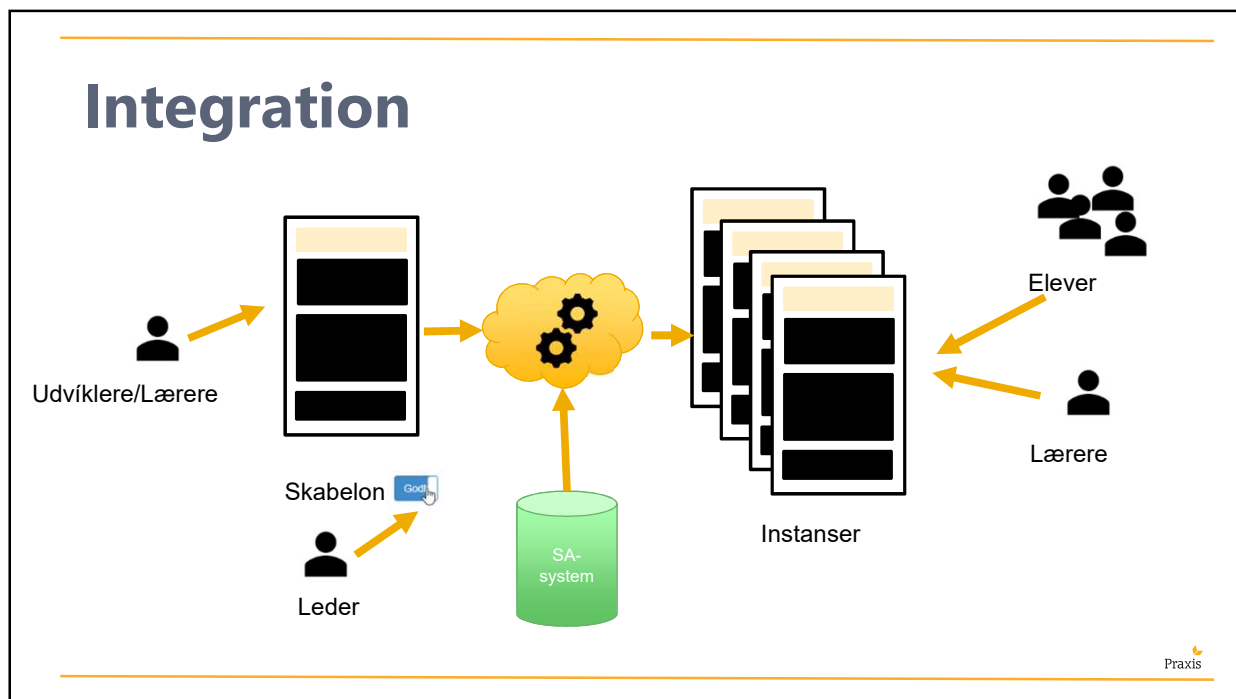 Integration
Elever
Udvíklere/Lærere
Lærere
Skabelon
Godk
SA-
system
Instanser
Leder
Praxis